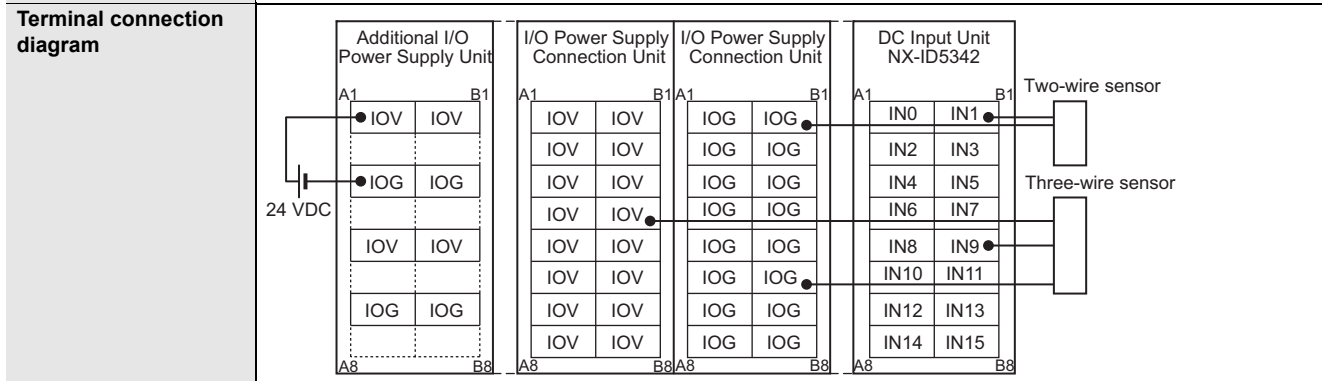 Terminal connection
diagram
Additional I/O
Power Supply Unit
I/O Power Supply
Connection Unit
I/O Power Supply
Connection Unit
DC Input Unit
NX-ID5342
Two-wire sensor
A1 B1 A1 B1 A1 B1 A1 B1
IOV IOV IOV IOV IOG IOG IN0 IN1
IOV IOV IOG IOG IN2 IN3
IOG IOG IOV IOV IOG IOG IN4 IN5 Three-wire sensor
24 VDC
IOV IOV IOG IOG IN6 IN7
IOV IOV IOV IOV IOG IOG IN8 IN9
IOV IOV IOG IOG IN10 IN11
IOG IOG IOV IOV IOG IOG IN12 IN13
IOV IOV IOG IOG IN14 IN15
A8 B8 A8 B8 A8 B8 A8 B8